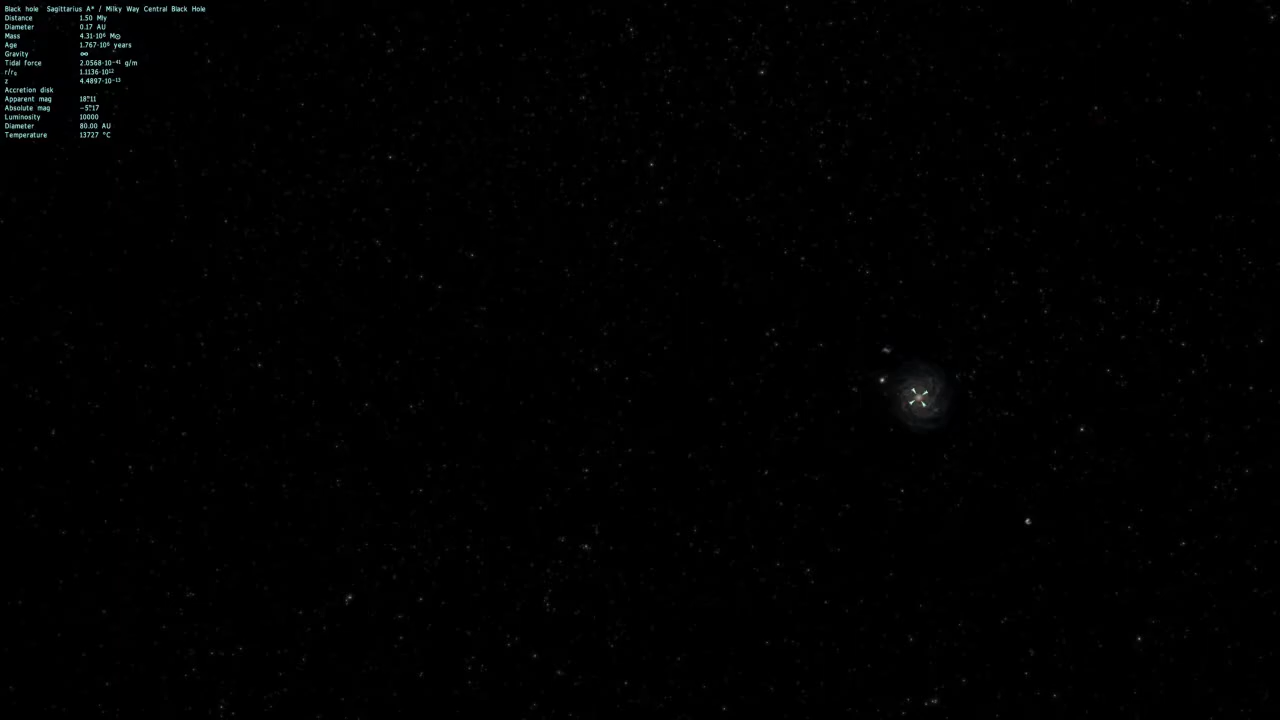 Black hole Sagittarius A* / Milky Way Central Black Hole
Distance 1.50 Mly
Diameter 0.17 AU
Mass 4.31·10⁶ M☉
Age 1.767·10⁶ years
Gravity ∞
Tidal force 2.0568·10⁻⁴¹ g/m
r/rg 1.1136·10¹²
z 4.4897·10⁻¹³
Accretion disk
Apparent mag 18ᵐ11
Absolute mag −5ᵐ17
Luminosity 10000
Diameter 80.00 AU
Temperature 13727 °C